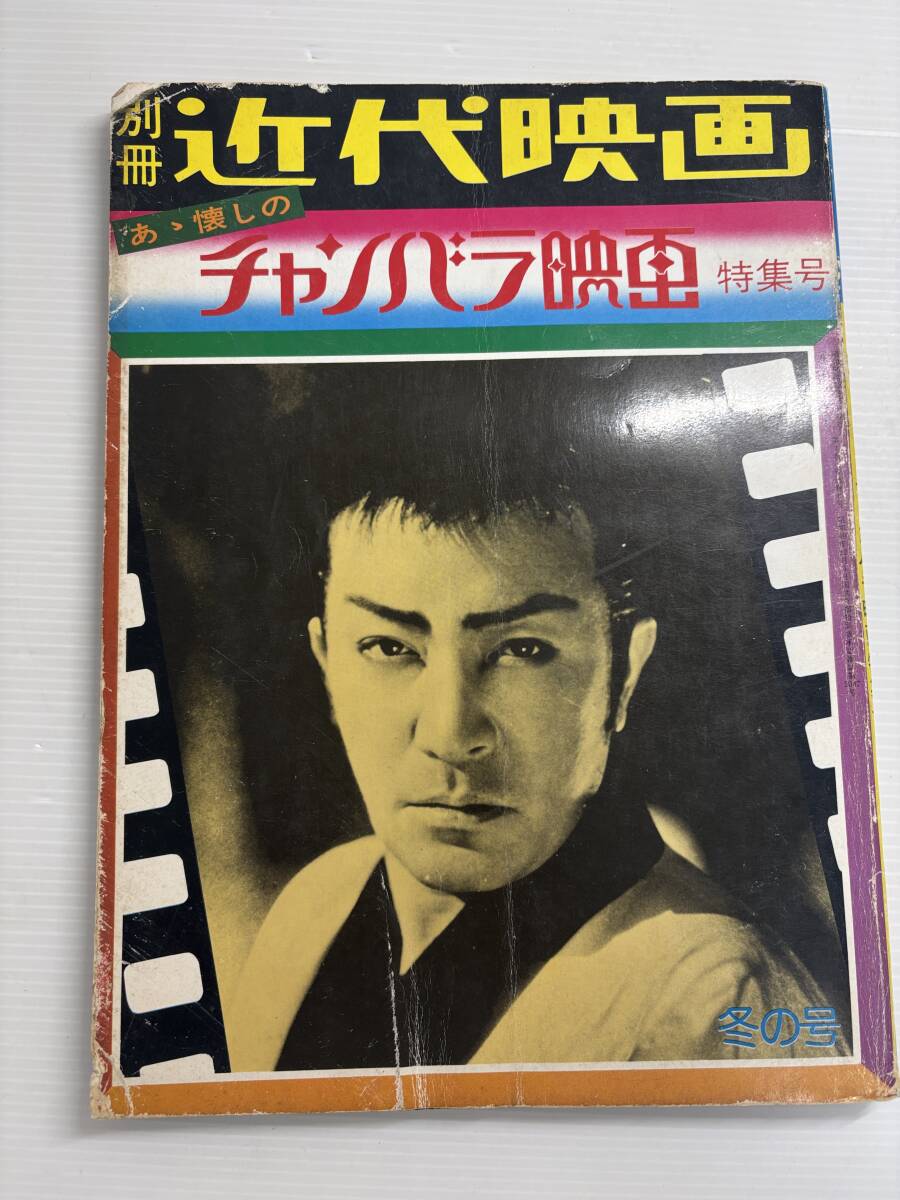 別冊 近代映画
あゝ懐しの
チャンバラ映画 特集号
冬の号